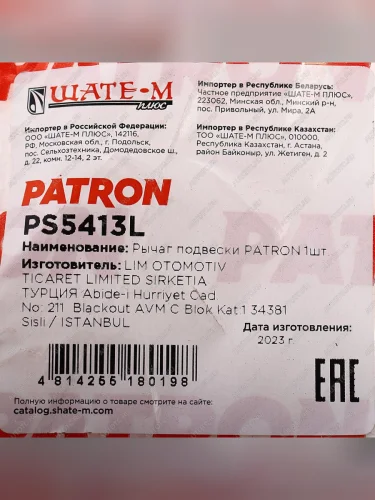 ШАТЕ-М
ПЛЮС
Импортер в Российской Федерации:
ООО «ШАТЕ-М ПЛЮС», 142116,
РФ, Московская обл., г. Подольск,
пос. Сельхозтехника, Домодедовское ш.,
д. 22, комн. 12-14, 2 эт.
Импортер в Республике Беларусь:
Частное предприятие «ШАТЕ-М ПЛЮС»,
223062, Минская обл., Минский р-н,
пос. Привольный, ул. Мира, 2А
Импортер в Республике Казахстан:
ТОО «ШАТЕ-М ПЛЮС», 010000,
Республика Казахстан, г. Астана,
район Байконыр, ул. Жетиген, д. 2
PATRON
PS5413L
Наименование: Рычаг подвески PATRON 1шт.
Изготовитель: LIM OTOMOTIV
TICARET LIMITED SIRKETIA
ТУРЦИЯ Abide-i Hurriyet Cad
No: 211 Blackout AVM C Blok Kat:1 34381
Sisli / ISTANBUL
Дата изготовления:
2023 г.
4 814255 180198
EAC
Полную информацию о товаре смотрите на сайте:
catalog.shate-m.com